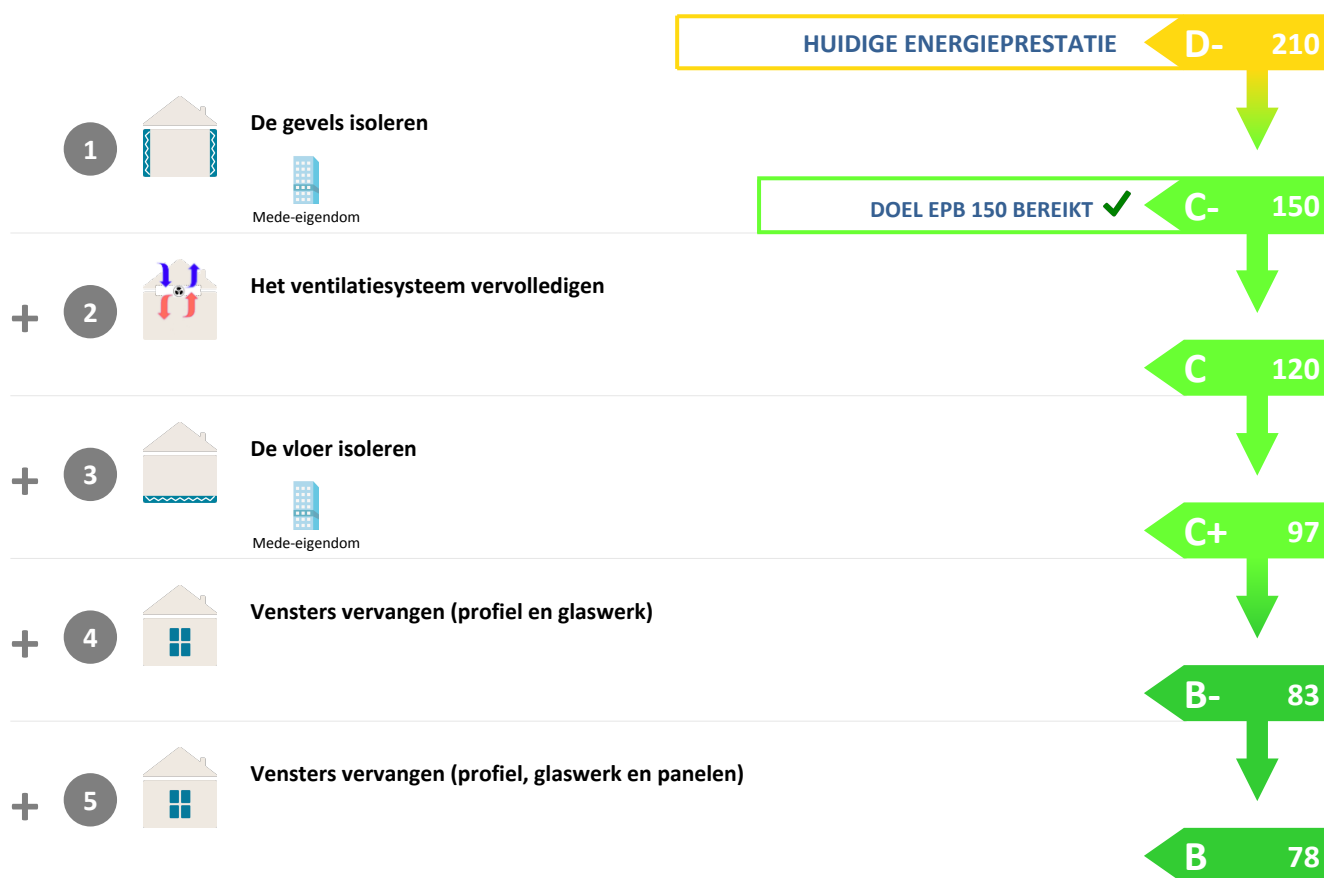 HUIDIGE ENERGIEPRESTATIE D- 210
1 De gevels isoleren
Mede-eigendom
DOEL EPB 150 BEREIKT C- 150
+ 2 Het ventilatiesysteem vervolledigen
C 120
+ 3 De vloer isoleren
Mede-eigendom
C+ 97
+ 4 Vensters vervangen (profiel en glaswerk)
B- 83
+ 5 Vensters vervangen (profiel, glaswerk en panelen)
B 78